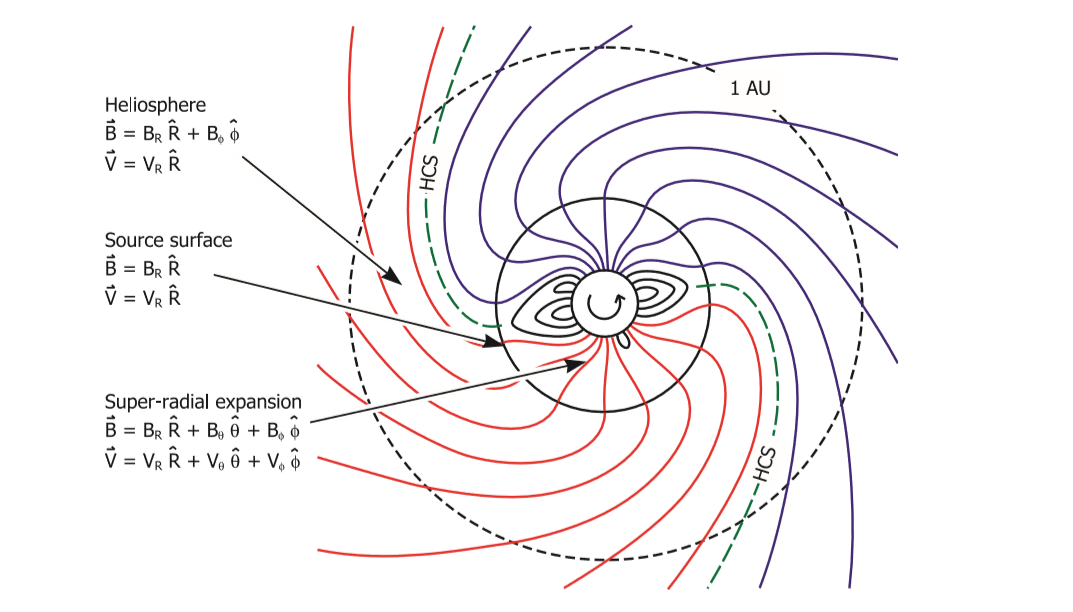 Heliosphere
B⃗ = B_R R̂ + B_ϕ ϕ̂
V⃗ = V_R R̂
Source surface
B⃗ = B_R R̂
V⃗ = V_R R̂
Super-radial expansion
B⃗ = B_R R̂ + B_θ θ̂ + B_ϕ ϕ̂
V⃗ = V_R R̂ + V_θ θ̂ + V_ϕ ϕ̂
1 AU
HCS
HCS